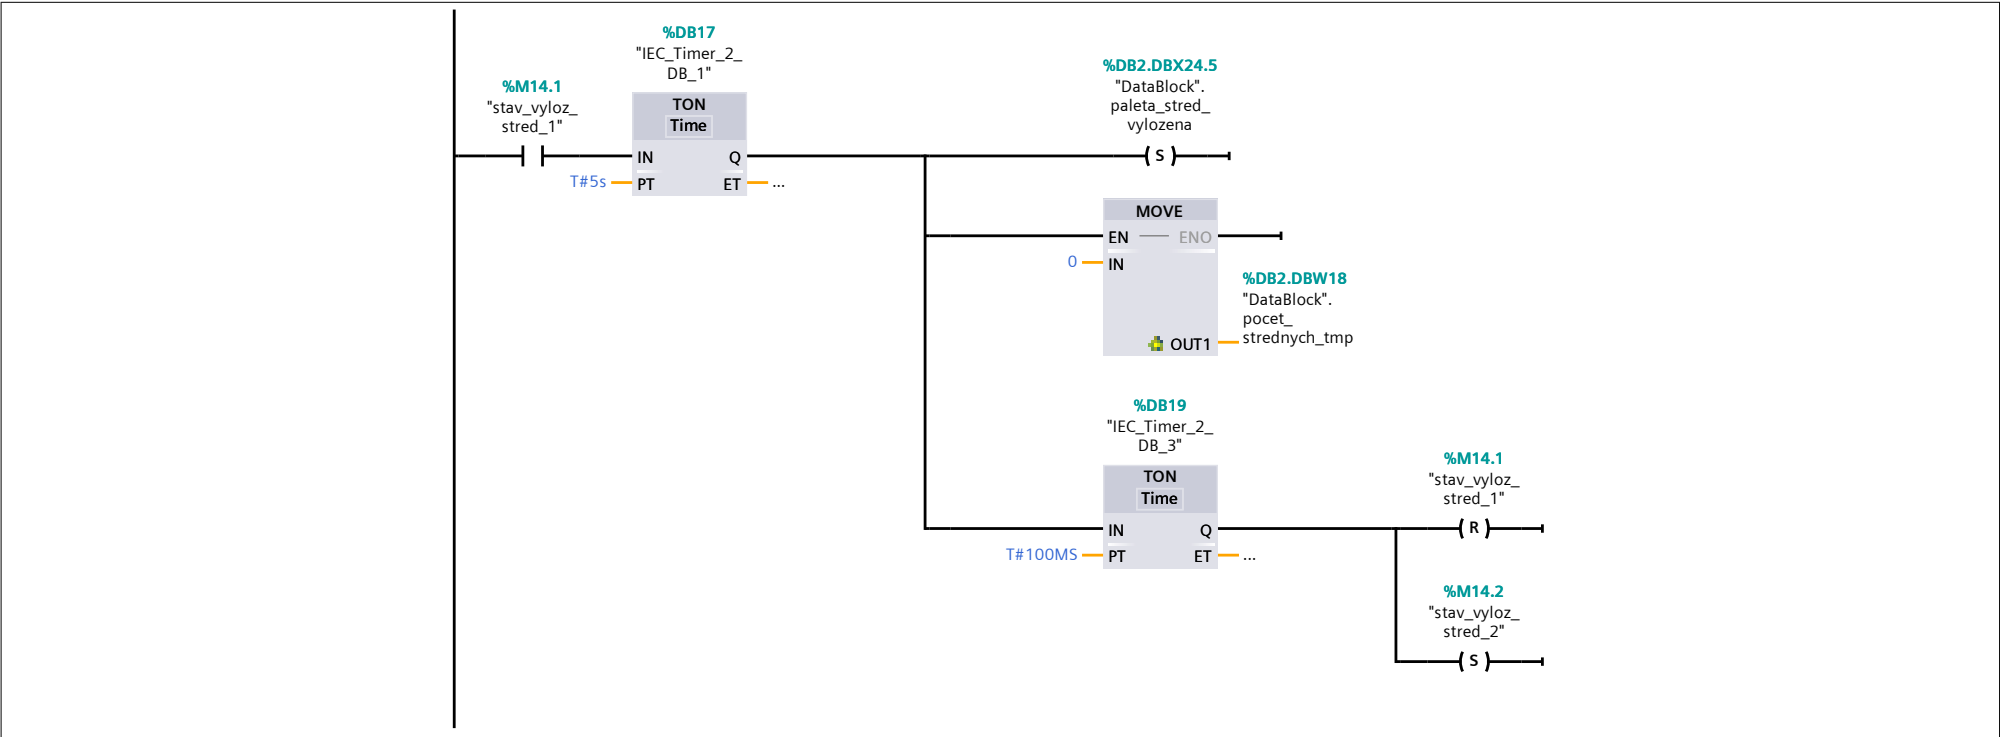 %DB17
"IEC_Timer_2_
DB_1"
%M14.1
"stav_vyloz_
stred_1"
TON
Time
IN
Q
T#5s
PT
ET
...
%DB2.DBX24.5
"DataBlock".
paleta_stred_
vylozena
S
MOVE
EN
ENO
0
IN
%DB2.DBW18
"DataBlock".
pocet_
strednych_tmp
OUT1
%DB19
"IEC_Timer_2_
DB_3"
TON
Time
IN
Q
T#100MS
PT
ET
...
%M14.1
"stav_vyloz_
stred_1"
R
%M14.2
"stav_vyloz_
stred_2"
S